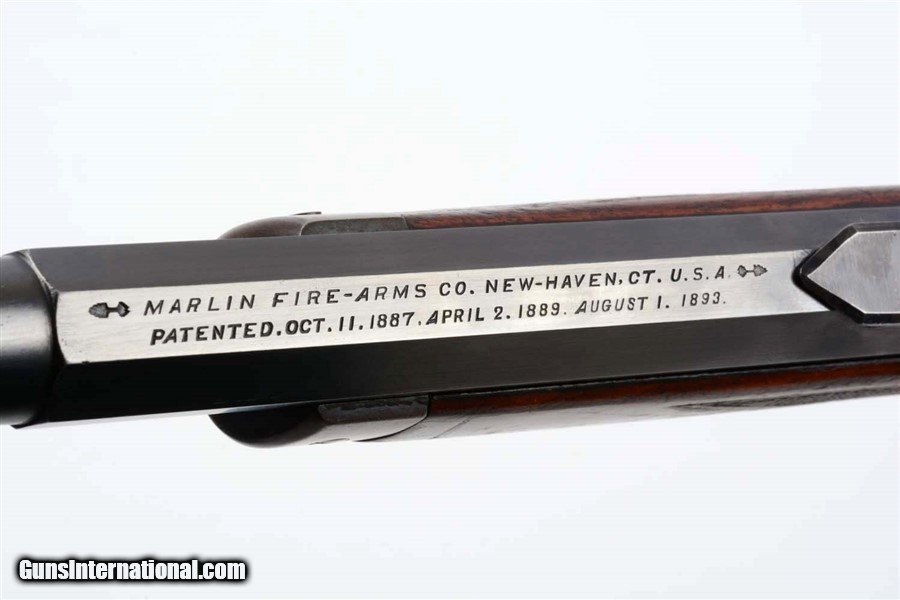 MARLIN FIRE-ARMS CO. NEW-HAVEN, CT. U.S.A.
PATENTED.OCT.11.1887.APRIL 2.1889. AUGUST 1. 1893.
GunsInternational.com